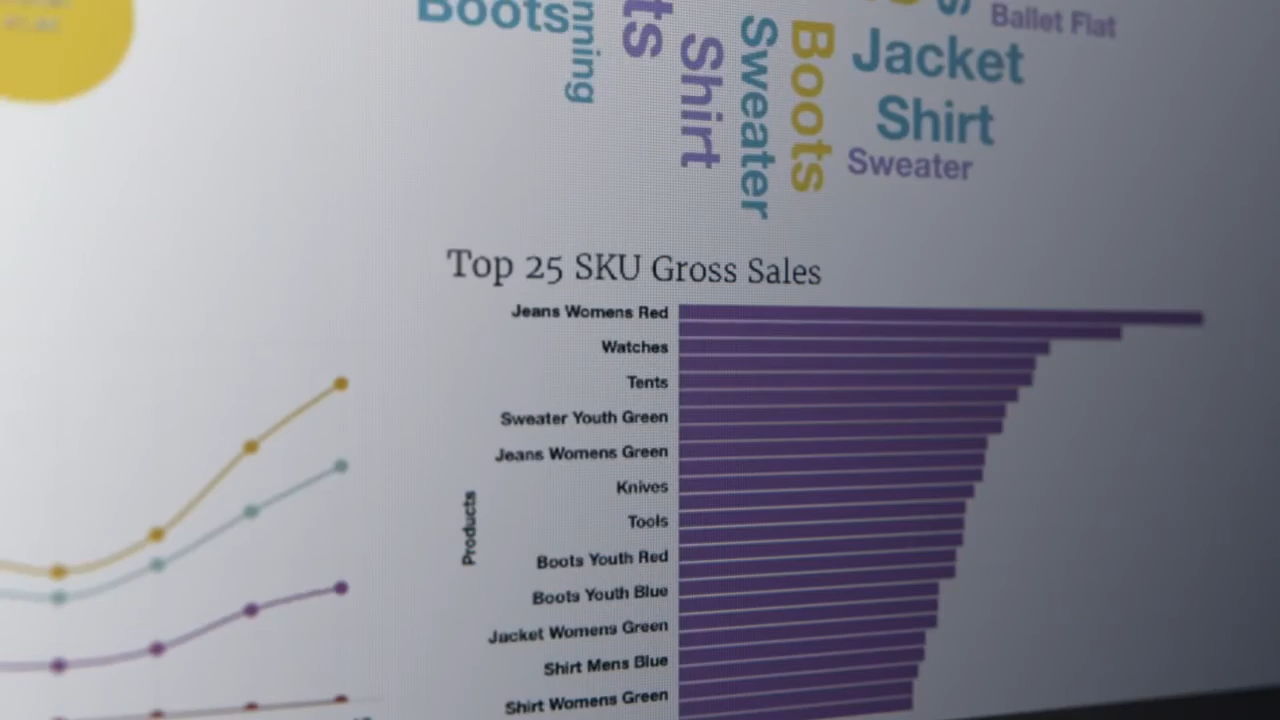 Boots
Shirt
Sweater
Boots
Ballet Flat
Jacket
Shirt
Sweater
Top 25 SKU Gross Sales
Jeans Womens Red
Watches
Tents
Sweater Youth Green
Jeans Womens Green
Knives
Products
Tools
Boots Youth Red
Boots Youth Blue
Jacket Womens Green
Shirt Mens Blue
Shirt Womens Green